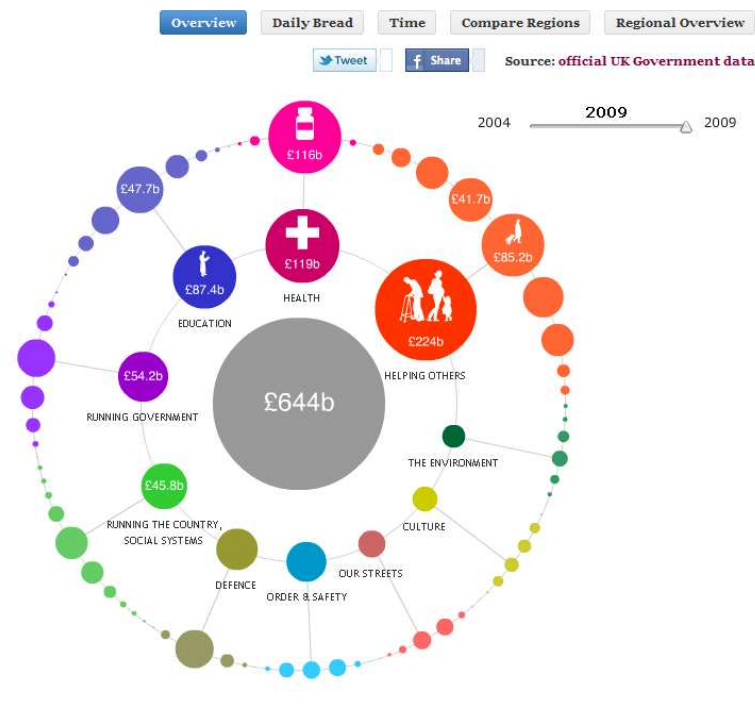 Overview Daily Bread Time Compare Regions Regional Overview
Tweet f Share Source: official UK Government data
2004 2009 2009
£116b
£47.7b
£41.7b
£85.2b
£119b
HEALTH
£87.4b
EDUCATION
£224b
HELPING OTHERS
£54.2b
RUNNING GOVERNMENT
£644b
THE ENVIRONMENT
£45.8b
RUNNING THE COUNTRY,
SOCIAL SYSTEMS
CULTURE
DEFENCE
ORDER & SAFETY
OUR STREETS